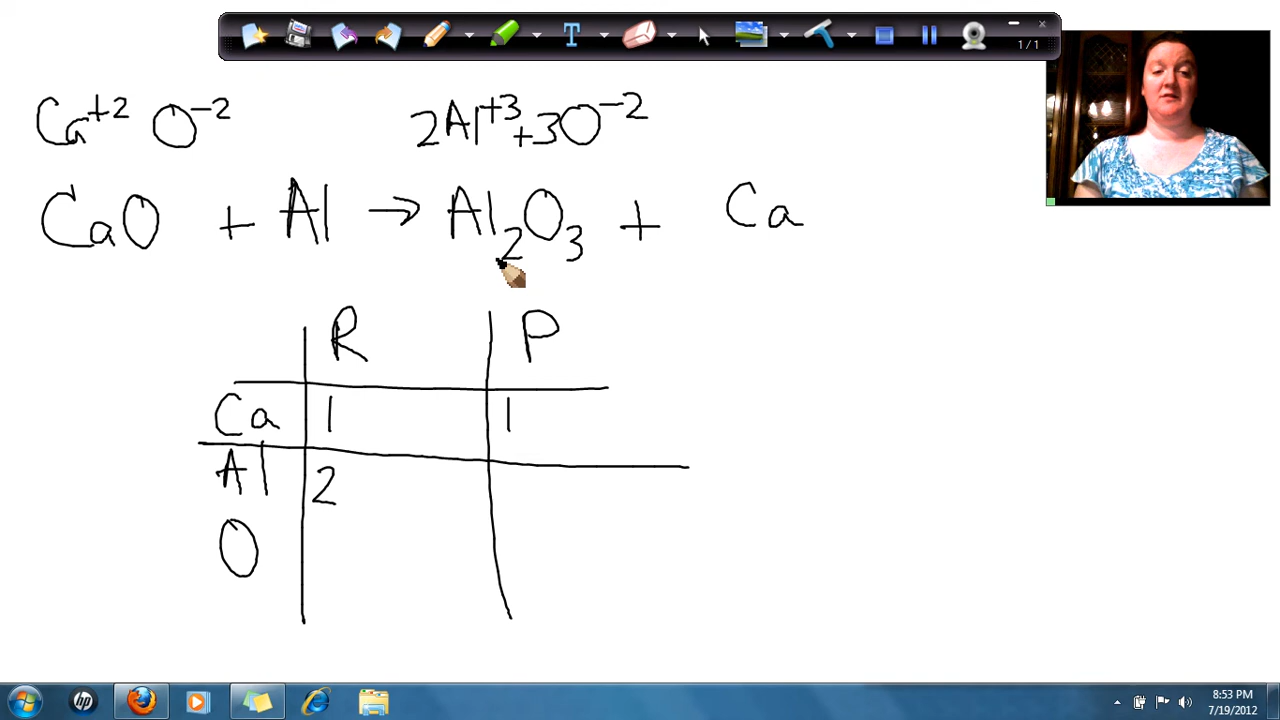 T
1/1
Ca+2 O-2 2Al+3+3O-2
CaO + Al → Al2O3 + Ca
R P
Ca 1 1
Al 2
O
hp
8:53 PM
7/19/2012